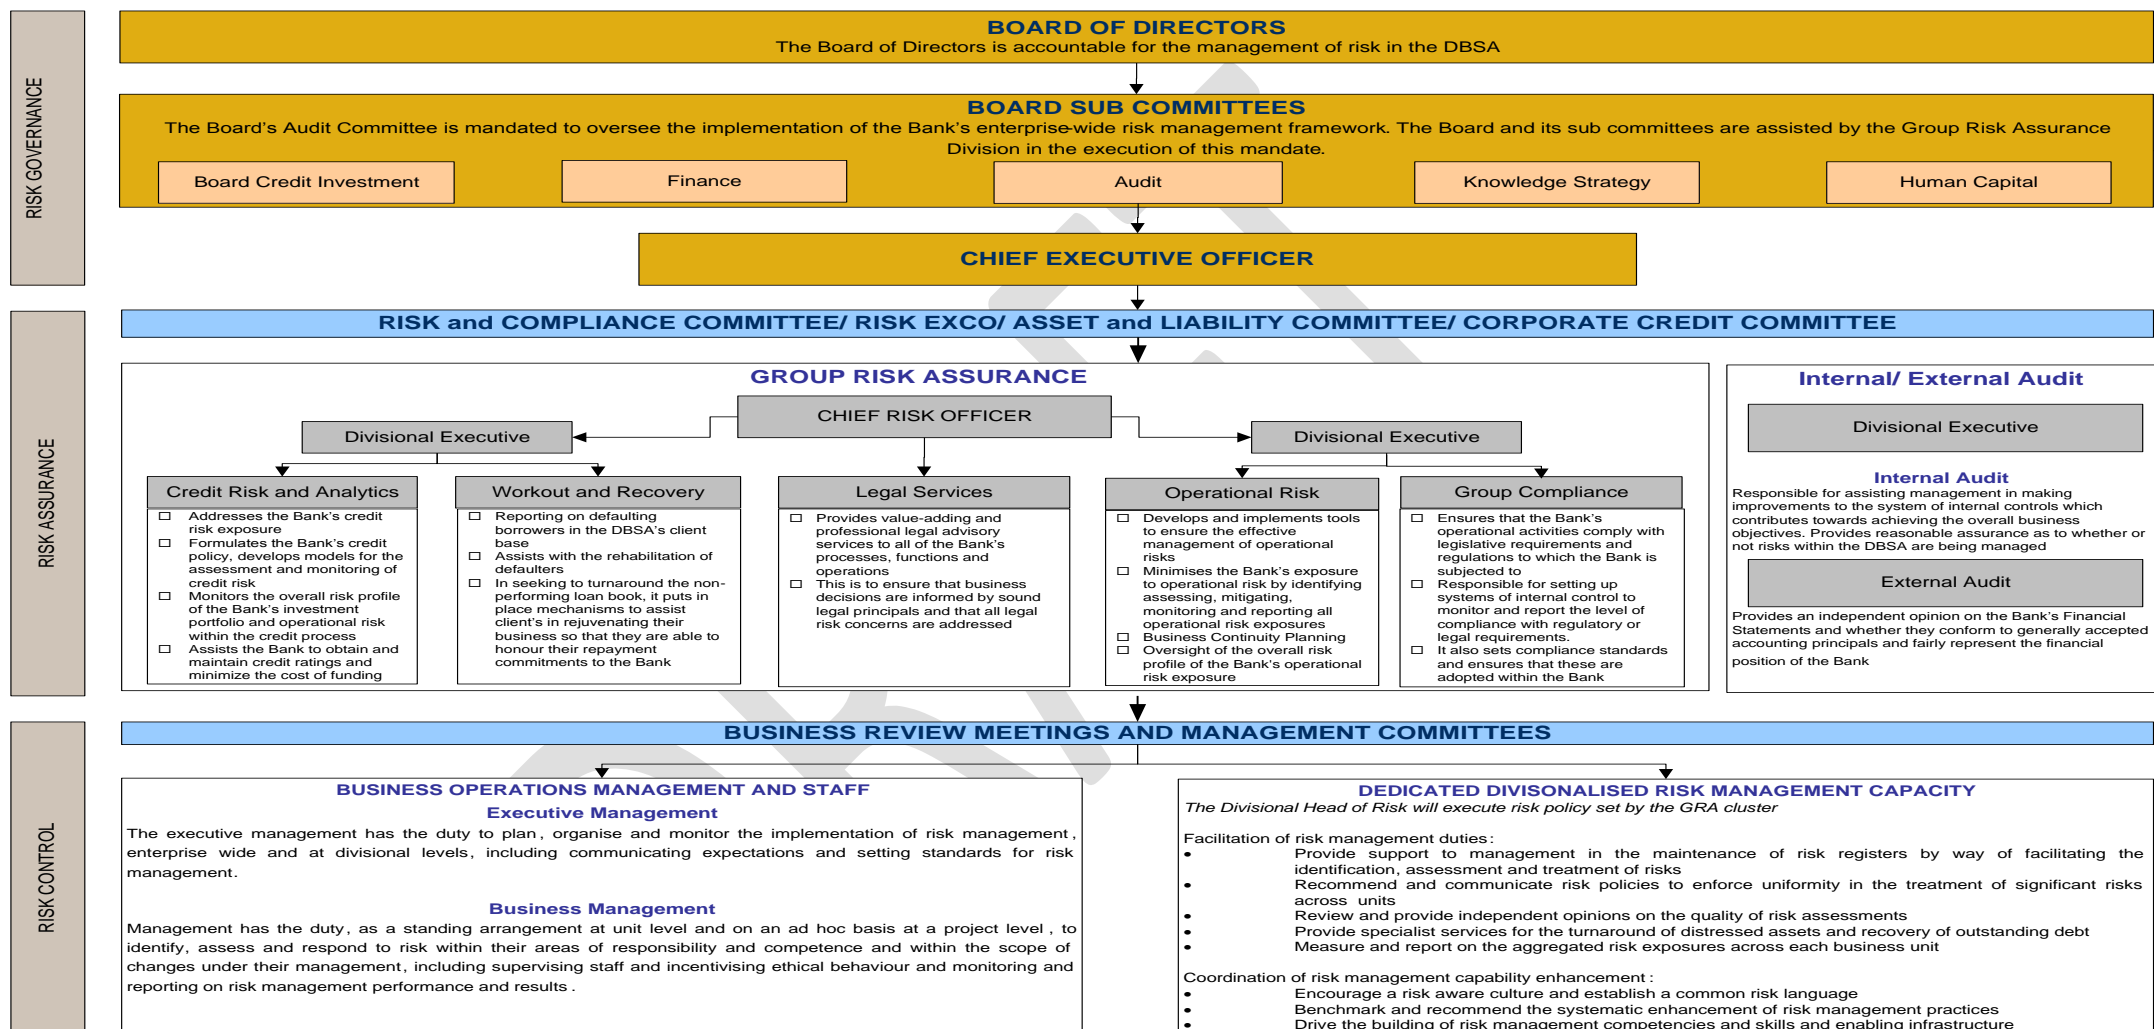 RISK GOVERNANCE
BOARD OF DIRECTORS
The Board of Directors is accountable for the management of risk in the DBSA
BOARD SUB COMMITTEES
The Board's Audit Committee is mandated to oversee the implementation of the Bank's enterprise-wide risk management framework. The Board and its sub committees are assisted by the Group Risk Assurance
Division in the execution of this mandate.
Board Credit Investment
Finance
Audit
Knowledge Strategy
Human Capital
CHIEF EXECUTIVE OFFICER
RISK ASSURANCE
RISK and COMPLIANCE COMMITTEE/ RISK EXCO/ ASSET and LIABILITY COMMITTEE/ CORPORATE CREDIT COMMITTEE
GROUP RISK ASSURANCE
CHIEF RISK OFFICER
Divisional Executive
Divisional Executive
Credit Risk and Analytics
☐ Addresses the Bank's credit
risk exposure
☐ Formulates the Bank's credit
policy, develops models for the
assessment and monitoring of
credit risk
☐ Monitors the overall risk profile
of the Bank's investment
portfolio and operational risk
within the credit process
☐ Assists the Bank to obtain and
maintain credit ratings and
minimize the cost of funding
Workout and Recovery
☐ Reporting on defaulting
borrowers in the DBSA's client
base
☐ Assists with the rehabilitation of
defaulters
☐ In seeking to turnaround the non-
performing loan book, it puts in
place mechanisms to assist
client's in rejuvenating their
business so that they are able to
honour their repayment
commitments to the Bank
Legal Services
☐ Provides value-adding and
professional legal advisory
services to all of the Bank's
processes, functions and
operations
☐ This is to ensure that business
decisions are informed by sound
legal principals and that all legal
risk concerns are addressed
Operational Risk
☐ Develops and implements tools
to ensure the effective
management of operational
risks
☐ Minimises the Bank's exposure
to operational risk by identifying
assessing, mitigating,
monitoring and reporting all
operational risk exposures
☐ Business Continuity Planning
☐ Oversight of the overall risk
profile of the Bank's operational
risk exposure
Group Compliance
☐ Ensures that the Bank's
operational activities comply with
legislative requirements and
regulations to which the Bank is
subjected to
☐ Responsible for setting up
systems of internal control to
monitor and report the level of
compliance with regulatory or
legal requirements.
☐ It also sets compliance standards
and ensures that these are
adopted within the Bank
Internal/ External Audit
Divisional Executive
Internal Audit
Responsible for assisting management in making
improvements to the system of internal controls which
contributes towards achieving the overall business
objectives. Provides reasonable assurance as to whether or
not risks within the DBSA are being managed
External Audit
Provides an independent opinion on the Bank's Financial
Statements and whether they conform to generally accepted
accounting principals and fairly represent the financial
position of the Bank
RISK CONTROL
BUSINESS REVIEW MEETINGS AND MANAGEMENT COMMITTEES
BUSINESS OPERATIONS MANAGEMENT AND STAFF
Executive Management
The executive management has the duty to plan, organise and monitor the implementation of risk management,
enterprise wide and at divisional levels, including communicating expectations and setting standards for risk
management.
Business Management
Management has the duty, as a standing arrangement at unit level and on an ad hoc basis at a project level, to
identify, assess and respond to risk within their areas of responsibility and competence and within the scope of
changes under their management, including supervising staff and incentivising ethical behaviour and monitoring and
reporting on risk management performance and results.
DEDICATED DIVISONALISED RISK MANAGEMENT CAPACITY
The Divisional Head of Risk will execute risk policy set by the GRA cluster
Facilitation of risk management duties:
• Provide support to management in the maintenance of risk registers by way of facilitating the
identification, assessment and treatment of risks
• Recommend and communicate risk policies to enforce uniformity in the treatment of significant risks
across units
• Review and provide independent opinions on the quality of risk assessments
• Provide specialist services for the turnaround of distressed assets and recovery of outstanding debt
• Measure and report on the aggregated risk exposures across each business unit
Coordination of risk management capability enhancement:
• Encourage a risk aware culture and establish a common risk language
• Benchmark and recommend the systematic enhancement of risk management practices
• Drive the building of risk management competencies and skills and enabling infrastructure